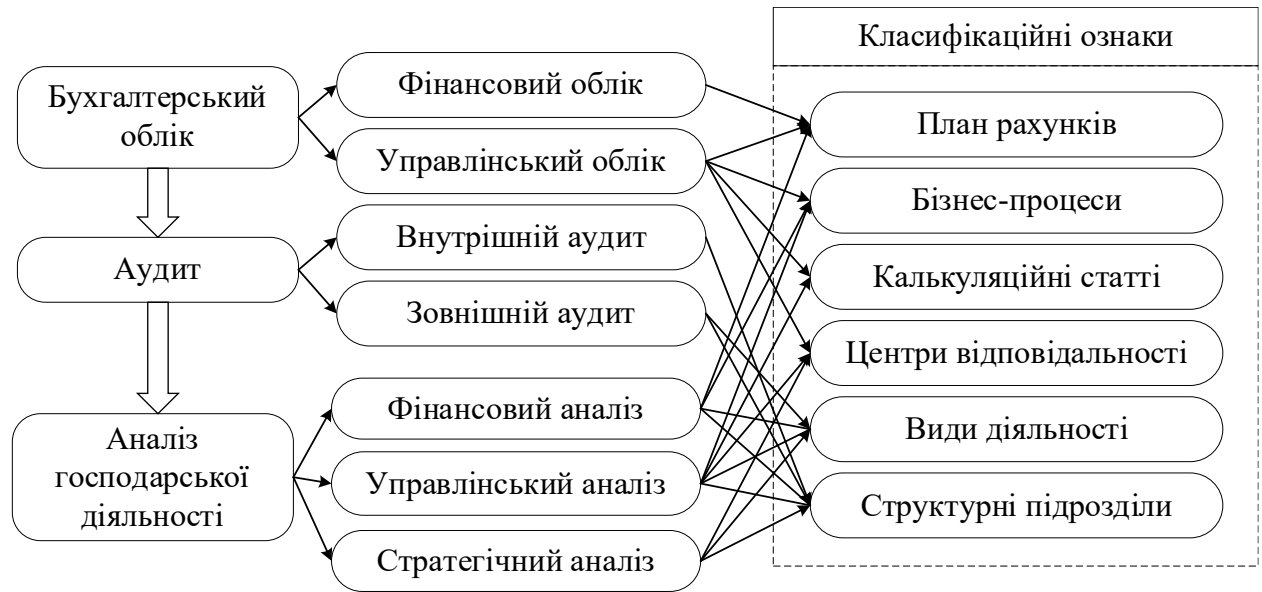 Класифікаційні ознаки
Бухгалтерський
облік
Аудит
Аналіз
господарської
діяльності
Фінансовий облік
Управлінський облік
Внутрішній аудит
Зовнішній аудит
Фінансовий аналіз
Управлінський аналіз
Стратегічний аналіз
План рахунків
Бізнес-процеси
Калькуляційні статті
Центри відповідальності
Види діяльності
Структурні підрозділи